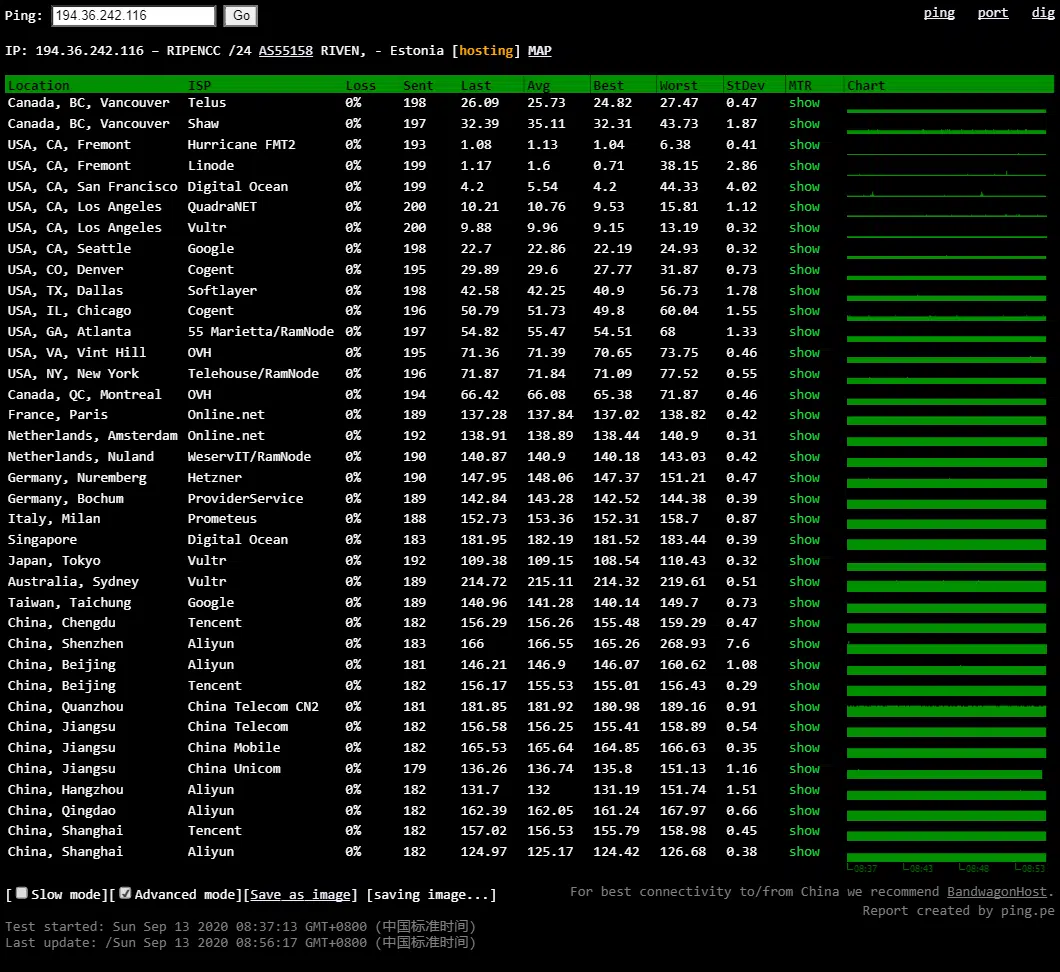 Ping: 194.36.242.116 Go ping port dig
IP: 194.36.242.116 – RIPENCC /24 AS55158 RIVEN, - Estonia [hosting] MAP
Location ISP Loss Sent Last Avg Best Worst StDev MTR Chart
Canada, BC, Vancouver Telus 0% 198 26.09 25.73 24.82 27.47 0.47 show
Canada, BC, Vancouver Shaw 0% 197 32.39 35.11 32.31 43.73 1.87 show
USA, CA, Fremont Hurricane FMT2 0% 193 1.08 1.13 1.04 6.38 0.41 show
USA, CA, Fremont Linode 0% 199 1.17 1.6 0.71 38.15 2.86 show
USA, CA, San Francisco Digital Ocean 0% 199 4.2 5.54 4.2 44.33 4.02 show
USA, CA, Los Angeles QuadraNET 0% 200 10.21 10.76 9.53 15.81 1.12 show
USA, CA, Los Angeles Vultr 0% 200 9.88 9.96 9.15 13.19 0.32 show
USA, CA, Seattle Google 0% 198 22.7 22.86 22.19 24.93 0.32 show
USA, CO, Denver Cogent 0% 195 29.89 29.6 27.77 31.87 0.73 show
USA, TX, Dallas Softlayer 0% 198 42.58 42.25 40.9 56.73 1.78 show
USA, IL, Chicago Cogent 0% 196 50.79 51.73 49.8 60.04 1.55 show
USA, GA, Atlanta 55 Marietta/RamNode 0% 197 54.82 55.47 54.51 68 1.33 show
USA, VA, Vint Hill OVH 0% 195 71.36 71.39 70.65 73.75 0.46 show
USA, NY, New York Telehouse/RamNode 0% 196 71.87 71.84 71.09 77.52 0.55 show
Canada, QC, Montreal OVH 0% 194 66.42 66.08 65.38 71.87 0.46 show
France, Paris Online.net 0% 189 137.28 137.84 137.02 138.82 0.42 show
Netherlands, Amsterdam Online.net 0% 192 138.91 138.89 138.44 140.9 0.31 show
Netherlands, Nuland WeservIT/RamNode 0% 190 140.87 140.9 140.18 143.03 0.42 show
Germany, Nuremberg Hetzner 0% 190 147.95 148.06 147.37 151.21 0.47 show
Germany, Bochum ProviderService 0% 189 142.84 143.28 142.52 144.38 0.39 show
Italy, Milan Prometeus 0% 188 152.73 153.36 152.31 158.7 0.87 show
Singapore Digital Ocean 0% 183 181.95 182.19 181.52 183.44 0.39 show
Japan, Tokyo Vultr 0% 192 109.38 109.15 108.54 110.43 0.32 show
Australia, Sydney Vultr 0% 189 214.72 215.11 214.32 219.61 0.51 show
Taiwan, Taichung Google 0% 189 140.96 141.28 140.14 149.7 0.73 show
China, Chengdu Tencent 0% 182 156.29 156.26 155.48 159.29 0.47 show
China, Shenzhen Aliyun 0% 183 166 166.55 165.26 268.93 7.6 show
China, Beijing Aliyun 0% 181 146.21 146.9 146.07 160.62 1.08 show
China, Beijing Tencent 0% 182 156.17 155.53 155.01 156.43 0.29 show
China, Quanzhou China Telecom CN2 0% 181 181.85 181.92 180.98 189.16 0.91 show
China, Jiangsu China Telecom 0% 182 156.58 156.25 155.41 158.89 0.54 show
China, Jiangsu China Mobile 0% 182 165.53 165.64 164.85 166.63 0.35 show
China, Jiangsu China Unicom 0% 179 136.26 136.74 135.8 151.13 1.16 show
China, Hangzhou Aliyun 0% 182 131.7 132 131.19 151.74 1.51 show
China, Qingdao Aliyun 0% 182 162.39 162.05 161.24 167.97 0.66 show
China, Shanghai Tencent 0% 182 157.02 156.53 155.79 158.98 0.45 show
China, Shanghai Aliyun 0% 182 124.97 125.17 124.42 126.68 0.38 show
08:37 08:43 08:48 08:53
[Slow mode][Advanced mode][Save as image] [saving image...] For best connectivity to/from China we recommend BandwagonHost.
Report created by ping.pe
Test started: Sun Sep 13 2020 08:37:13 GMT+0800 (中国标准时间)
Last update: /Sun Sep 13 2020 08:56:17 GMT+0800 (中国标准时间)